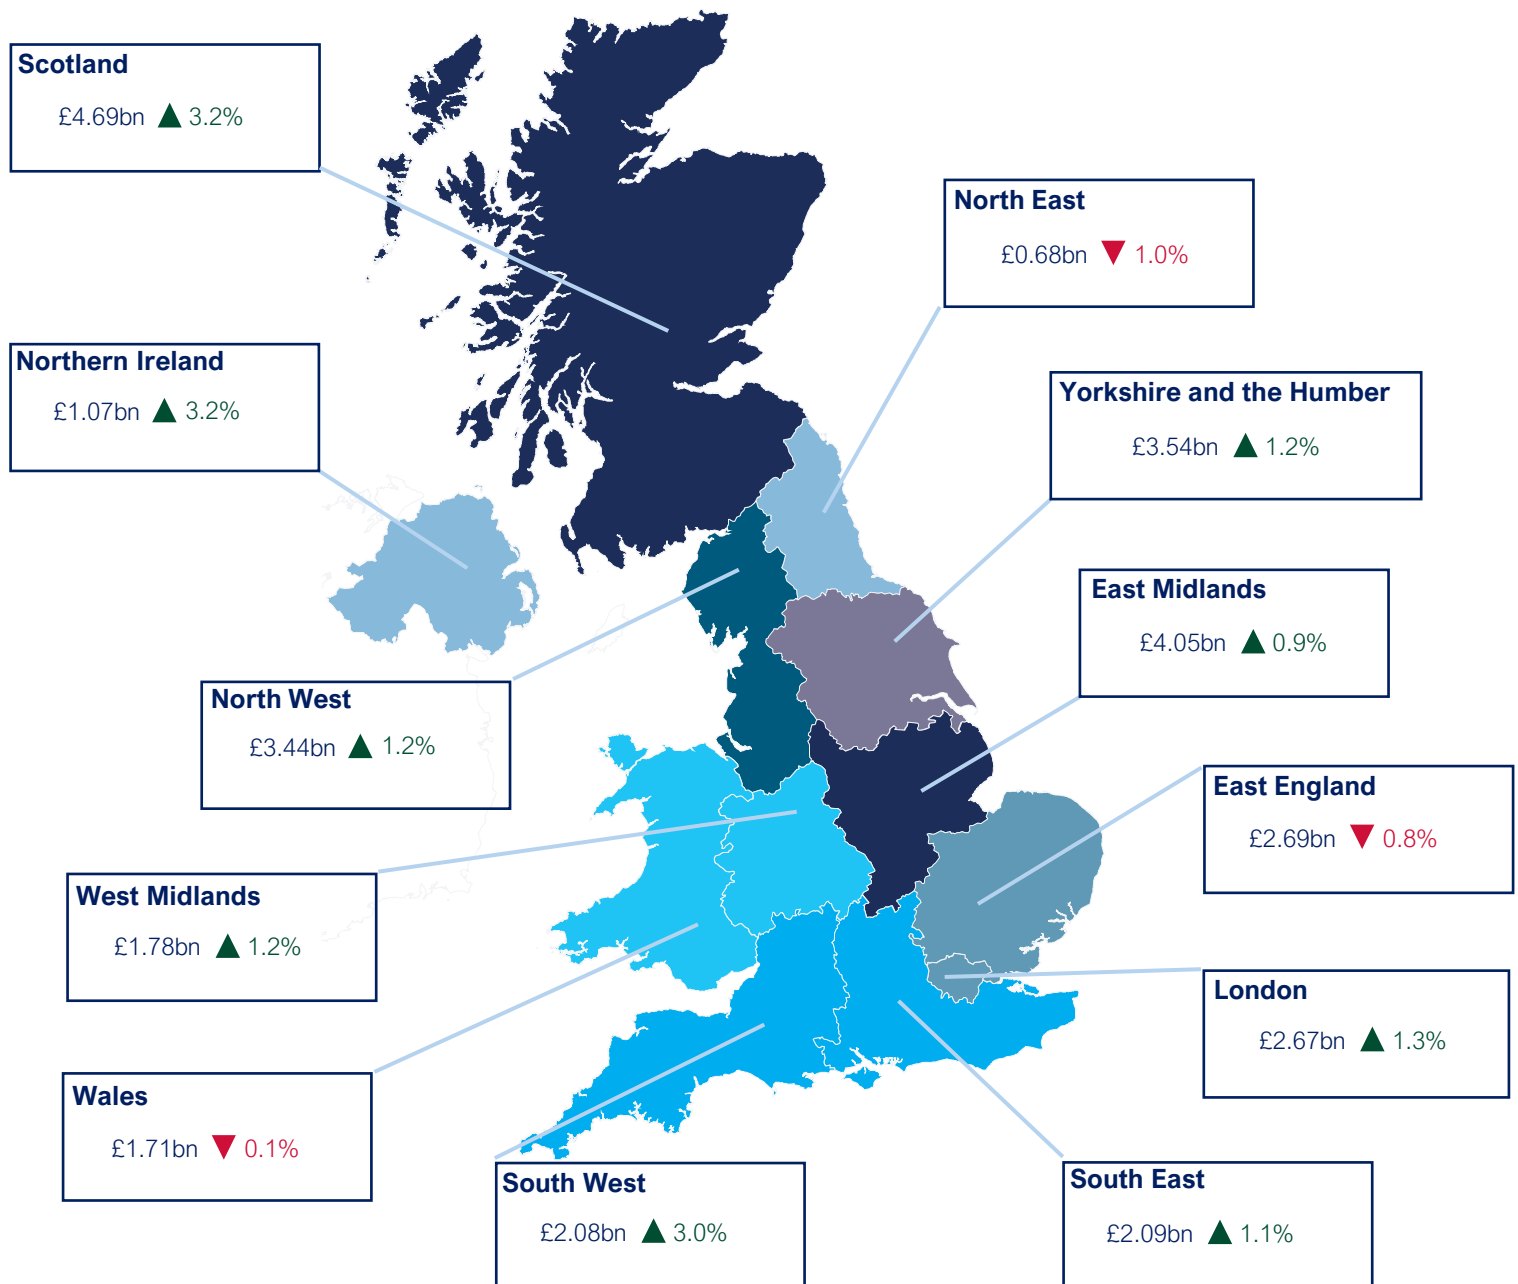 Scotland
£4.69bn ▲ 3.2%
North East
£0.68bn ▼ 1.0%
Northern Ireland
£1.07bn ▲ 3.2%
Yorkshire and the Humber
£3.54bn ▲ 1.2%
East Midlands
£4.05bn ▲ 0.9%
North West
£3.44bn ▲ 1.2%
East England
£2.69bn ▼ 0.8%
West Midlands
£1.78bn ▲ 1.2%
London
£2.67bn ▲ 1.3%
Wales
£1.71bn ▼ 0.1%
South West
£2.08bn ▲ 3.0%
South East
£2.09bn ▲ 1.1%